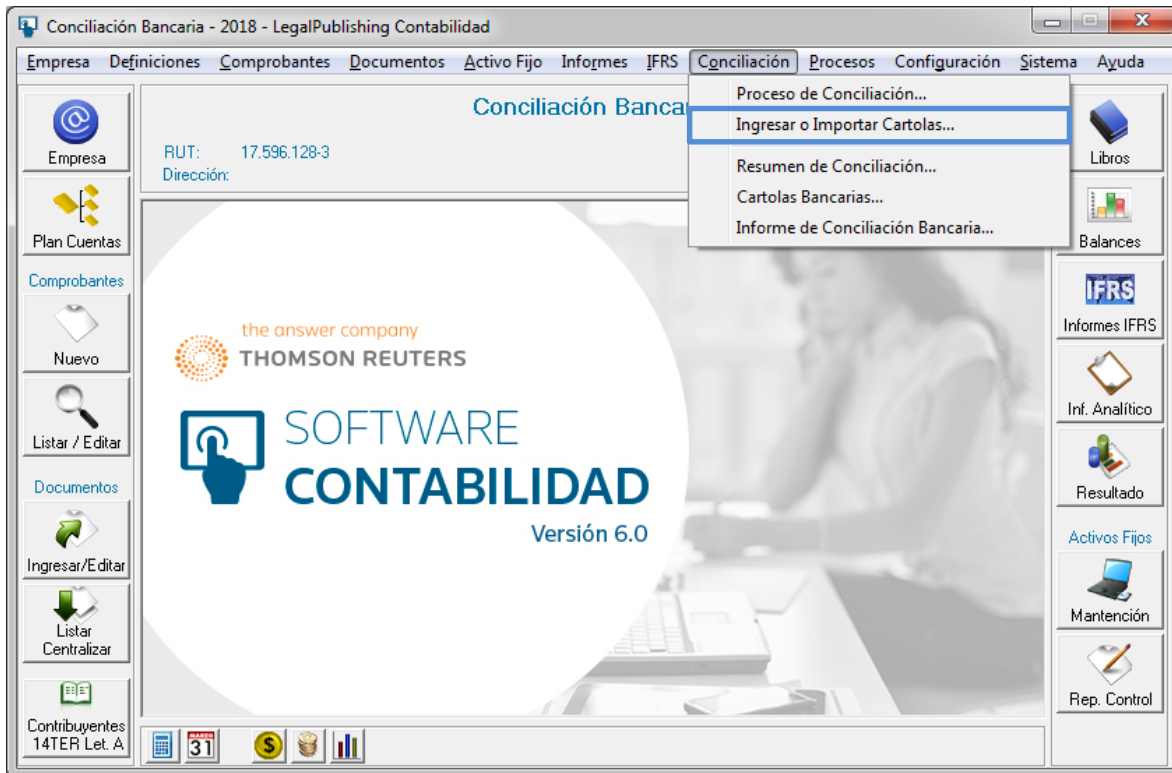 Conciliación Bancaria - 2018 - LegalPublishing Contabilidad
Empresa Definiciones Comprobantes Documentos Activo Fijo Informes IFRS Conciliación Procesos Configuración Sistema Ayuda
Proceso de Conciliación...
Ingresar o Importar Cartolas...
Resumen de Conciliación...
Cartolas Bancarias...
Informe de Conciliación Bancaria...
Conciliación Banca
RUT: 17.596.128-3
Dirección:
Empresa
Plan Cuentas
Comprobantes
Nuevo
Listar / Editar
Documentos
Ingresar/Editar
Listar
Centralizar
Contribuyentes
14TER Let. A
the answer company
THOMSON REUTERS
SOFTWARE
CONTABILIDAD
Versión 6.0
MARZO
31
$
Libros
Balances
IFRS
Informes IFRS
Inf. Analítico
Resultado
Activos Fijos
Mantención
Rep. Control